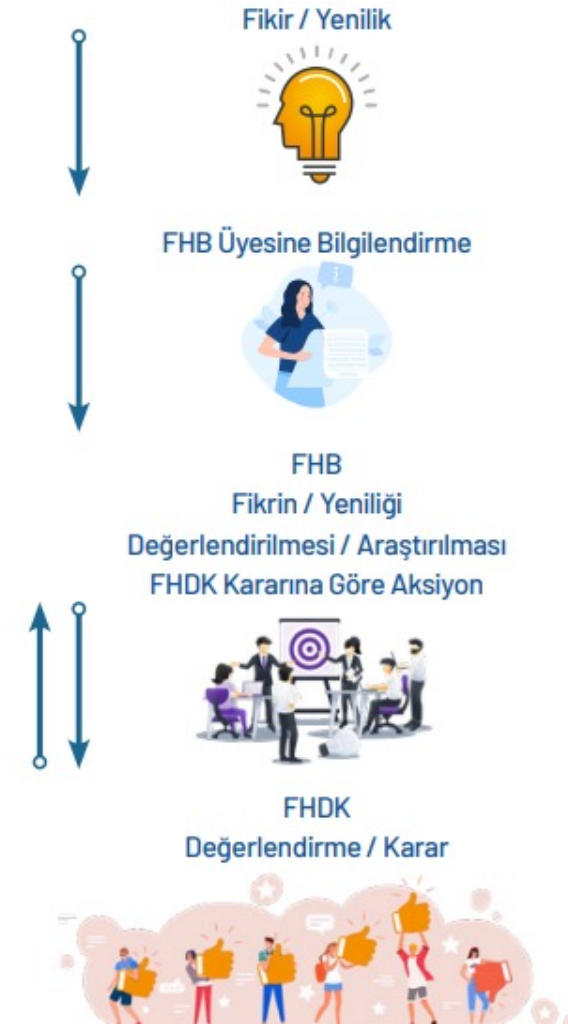 Fikir / Yenilik
FHB Üyesine Bilgilendirme
FHB
Fikrin / Yeniliği
Değerlendirilmesi / Araştırılması
FHDK Kararına Göre Aksiyon
FHDK
Değerlendirme / Karar